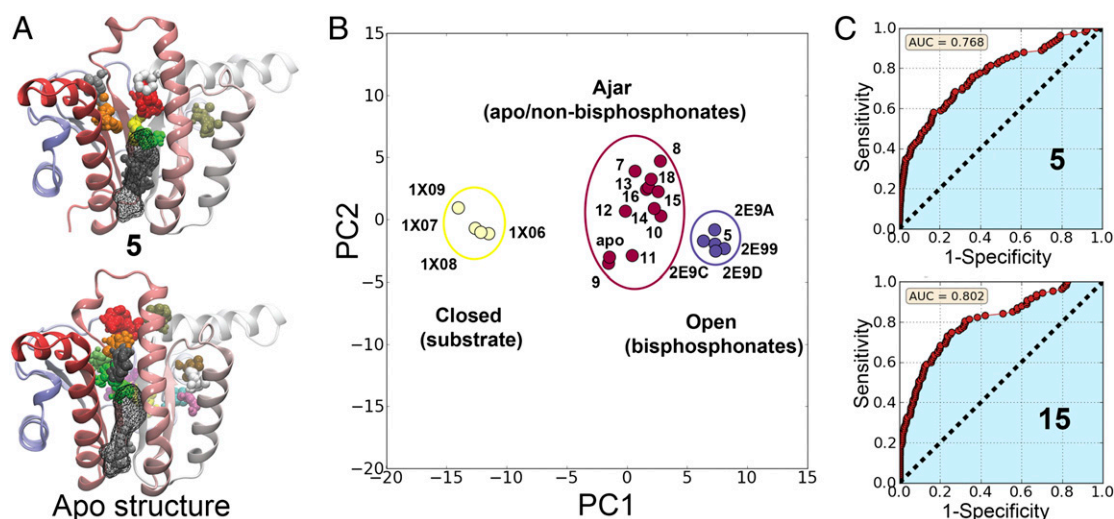 A
5
Apo structure
B
15
10
5
0
−5
−10
−15
−20
PC2
−20
−15
−10
−5
0
5
10
15
PC1
Ajar
(apo/non-bisphosphonates)
8
7
18
13
16
15
12
14
10
apo
11
9
1X09
1X07
1X06
1X08
Closed
(substrate)
2E9A
5
2E99
2E9C
2E9D
Open
(bisphosphonates)
C
AUC = 0.768
1.0
0.8
0.6
0.4
0.2
0.0
Sensitivity
5
0.0
0.2
0.4
0.6
0.8
1.0
1-Specificity
AUC = 0.802
1.0
0.8
0.6
0.4
0.2
0.0
Sensitivity
15
0.0
0.2
0.4
0.6
0.8
1.0
1-Specificity